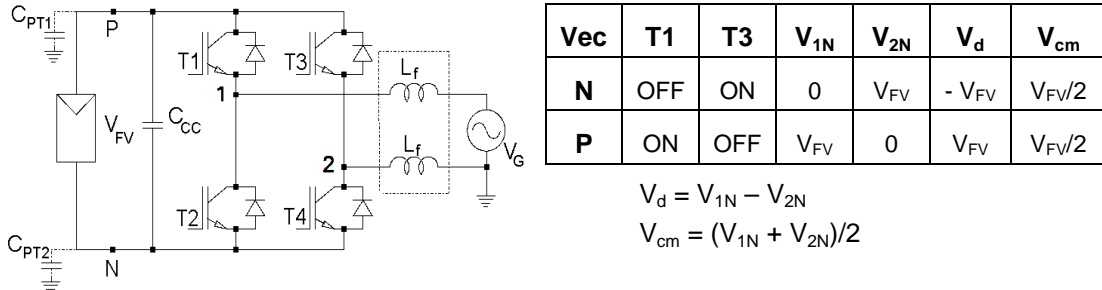 C_PT1
P
T1
T3
L_f
1
V_FV
C_CC
L_f
V_G
2
T2
T4
C_PT2
N
Vec T1 T3 V_1N V_2N V_d V_cm
N OFF ON 0 V_FV - V_FV V_FV/2
P ON OFF V_FV 0 V_FV V_FV/2
V_d = V_1N – V_2N
V_cm = (V_1N + V_2N)/2